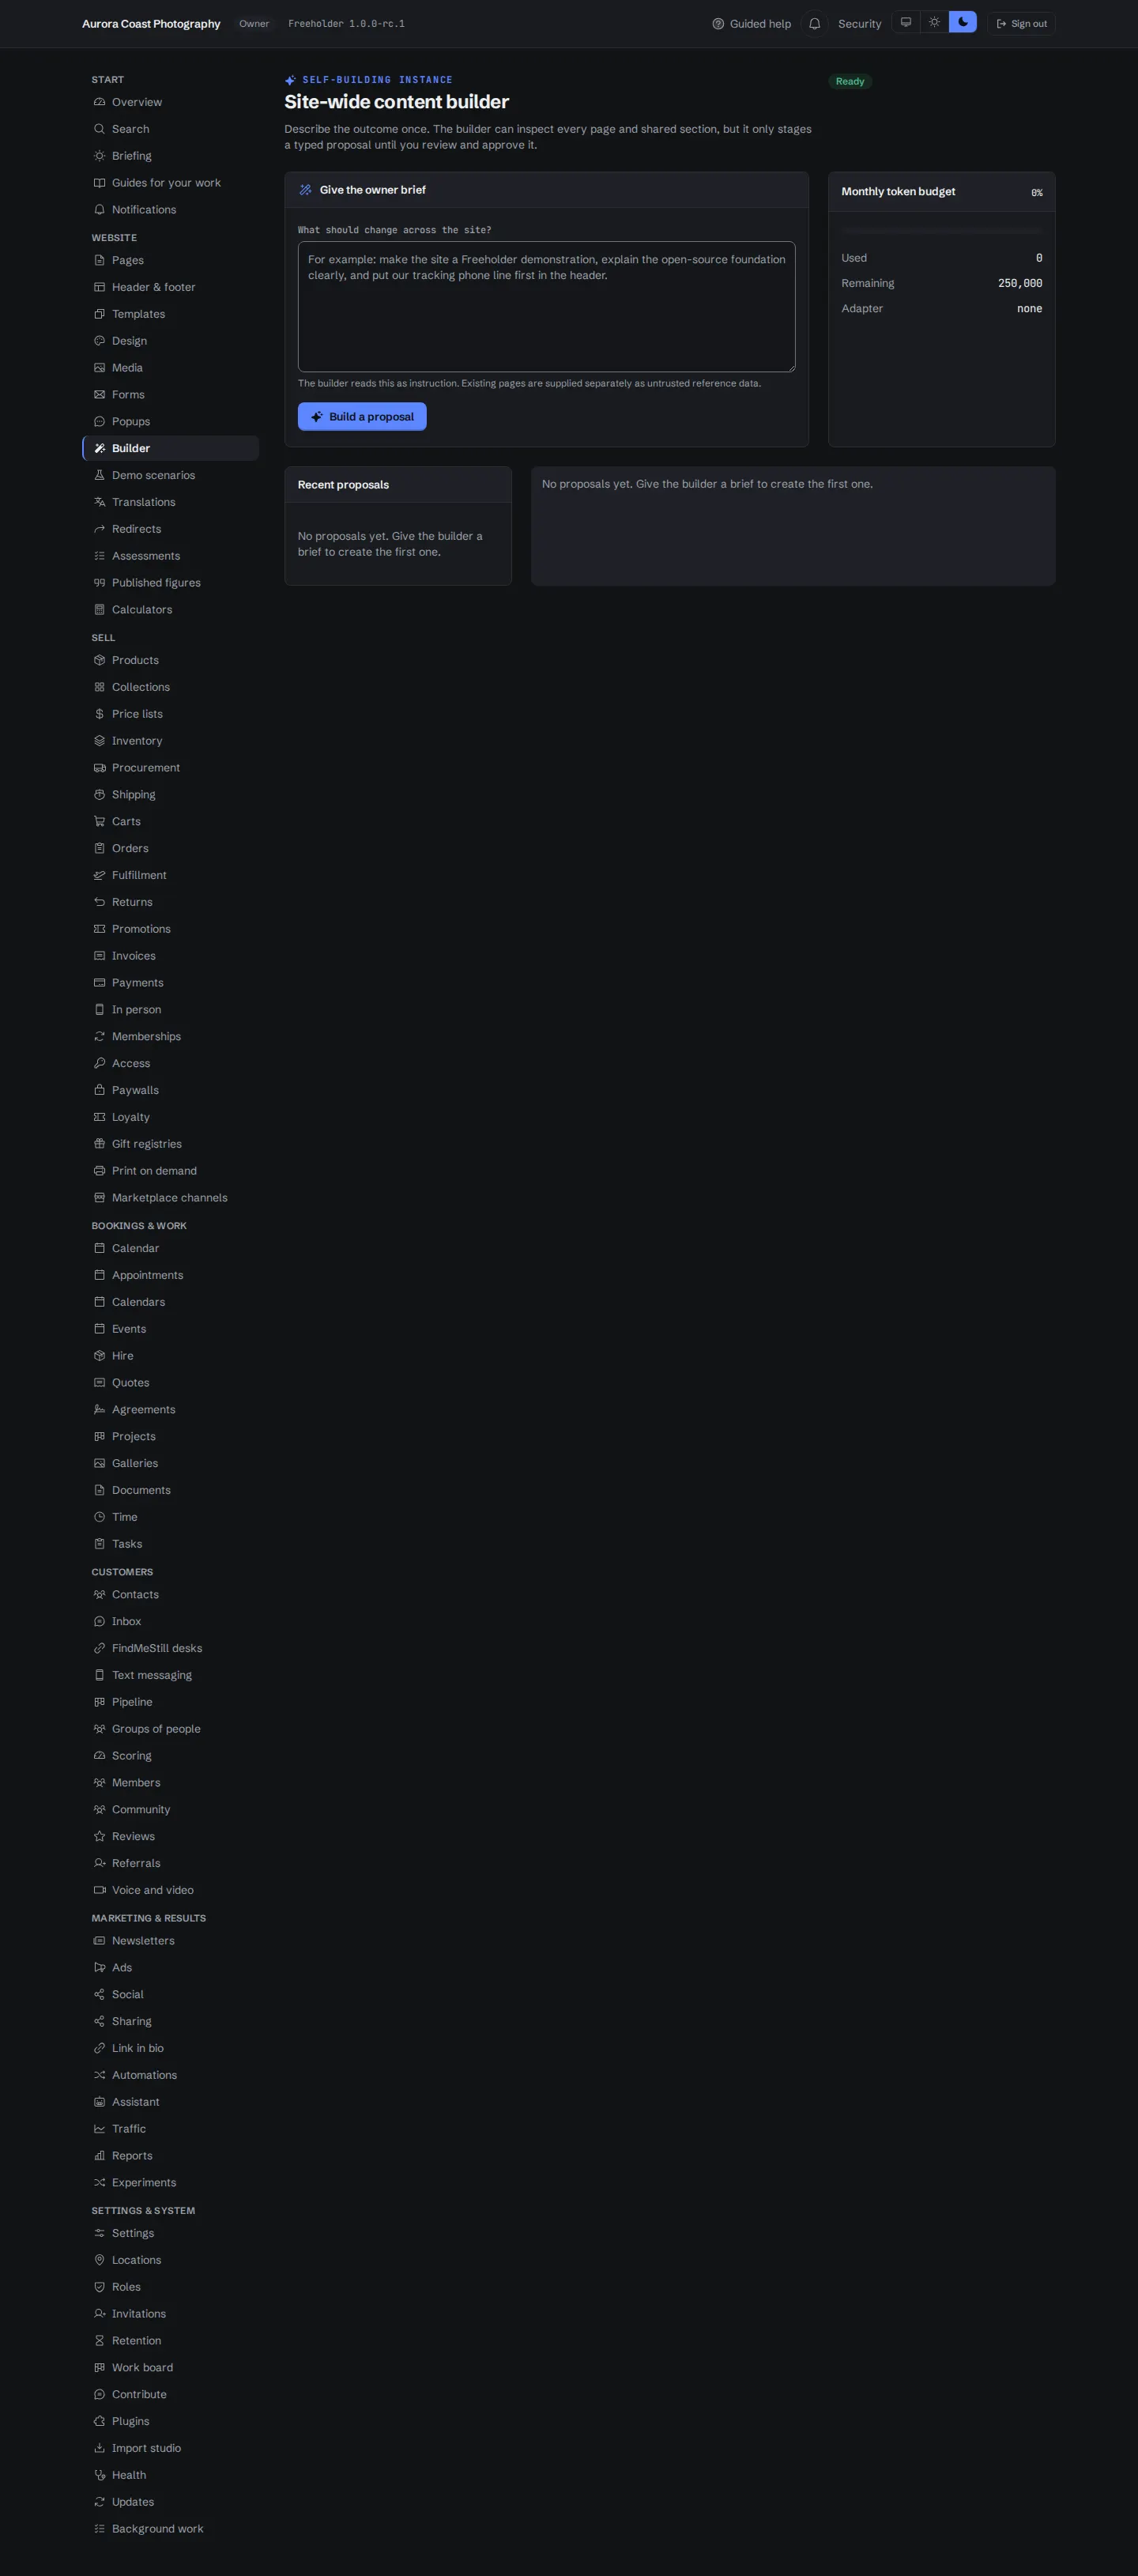 Aurora Coast Photography
Owner
Freeholder 1.0.0-rc.1
Guided help
Security
Sign out
START
Overview
Search
Briefing
Guides for your work
Notifications
WEBSITE
Pages
Header & footer
Templates
Design
Media
Forms
Popups
Builder
Demo scenarios
Translations
Redirects
Assessments
Published figures
Calculators
SELL
Products
Collections
Price lists
Inventory
Procurement
Shipping
Carts
Orders
Fulfillment
Returns
Promotions
Invoices
Payments
In person
Memberships
Access
Paywalls
Loyalty
Gift registries
Print on demand
Marketplace channels
BOOKINGS & WORK
Calendar
Appointments
Calendars
Events
Hire
Quotes
Agreements
Projects
Galleries
Documents
Time
Tasks
CUSTOMERS
Contacts
Inbox
FindMeStill desks
Text messaging
Pipeline
Groups of people
Scoring
Members
Community
Reviews
Referrals
Voice and video
MARKETING & RESULTS
Newsletters
Ads
Social
Sharing
Link in bio
Automations
Assistant
Traffic
Reports
Experiments
SETTINGS & SYSTEM
Settings
Locations
Roles
Invitations
Retention
Work board
Contribute
Plugins
Import studio
Health
Updates
Background work
SELF-BUILDING INSTANCE
Site-wide content builder
Describe the outcome once. The builder can inspect every page and shared section, but it only stages
a typed proposal until you review and approve it.
Ready
Give the owner brief
What should change across the site?
For example: make the site a Freeholder demonstration, explain the open-source foundation
clearly, and put our tracking phone line first in the header.
The builder reads this as instruction. Existing pages are supplied separately as untrusted reference data.
Build a proposal
Monthly token budget
0%
Used
0
Remaining
250,000
Adapter
none
Recent proposals
No proposals yet. Give the builder a
brief to create the first one.
No proposals yet. Give the builder a brief to create the first one.